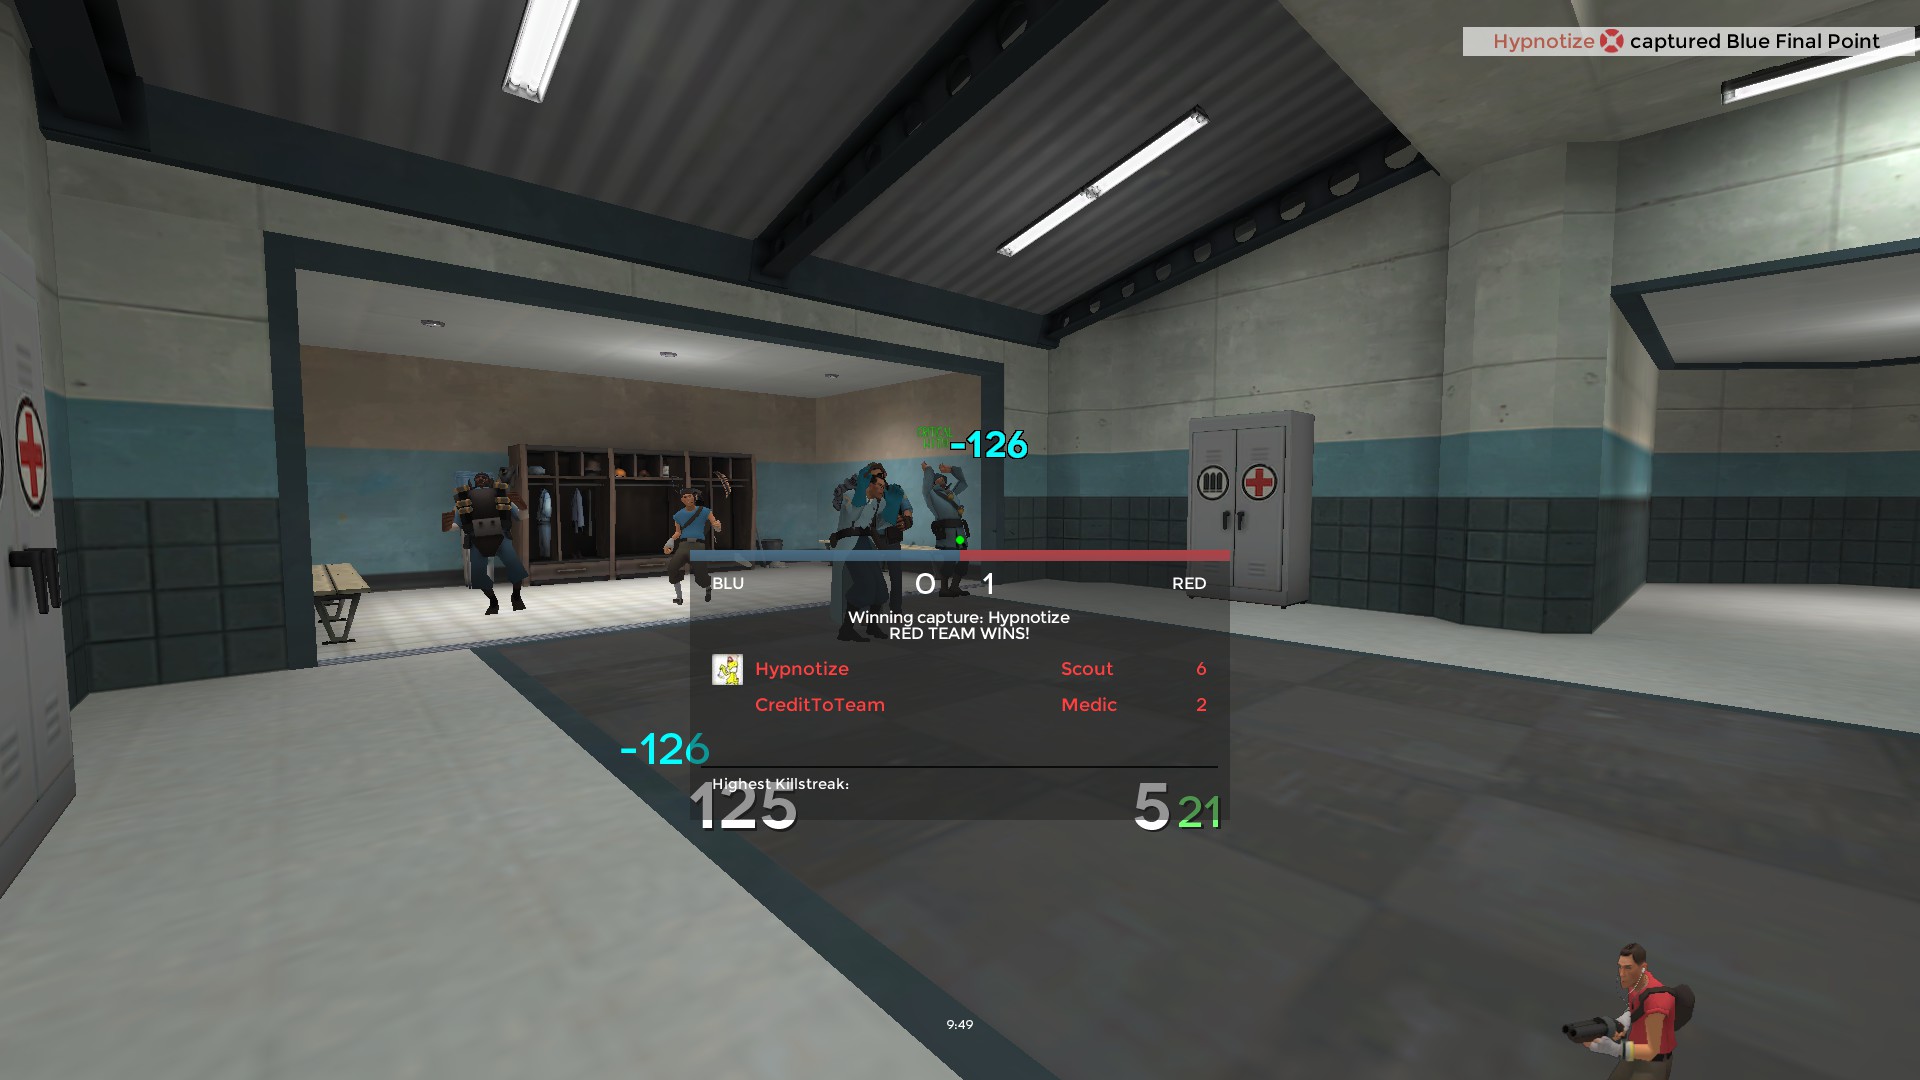 Hypnotize captured Blue Final Point
-126
BLU 0 1 RED
Winning capture: Hypnotize
RED TEAM WINS!
Hypnotize Scout 6
CreditToTeam Medic 2
-126
Highest Killstreak:
125 5 21
9:49